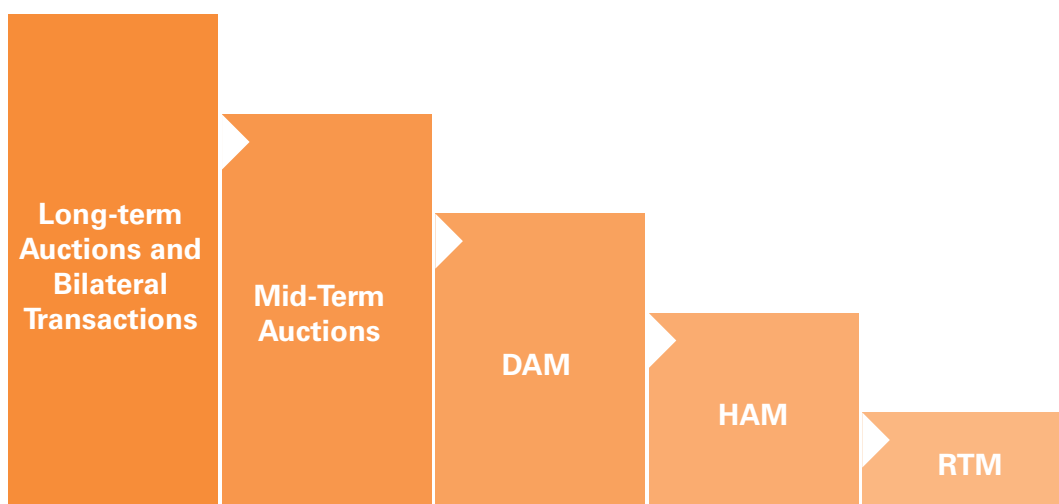 Long-term
Auctions and
Bilateral
Transactions
Mid-Term
Auctions
DAM
HAM
RTM